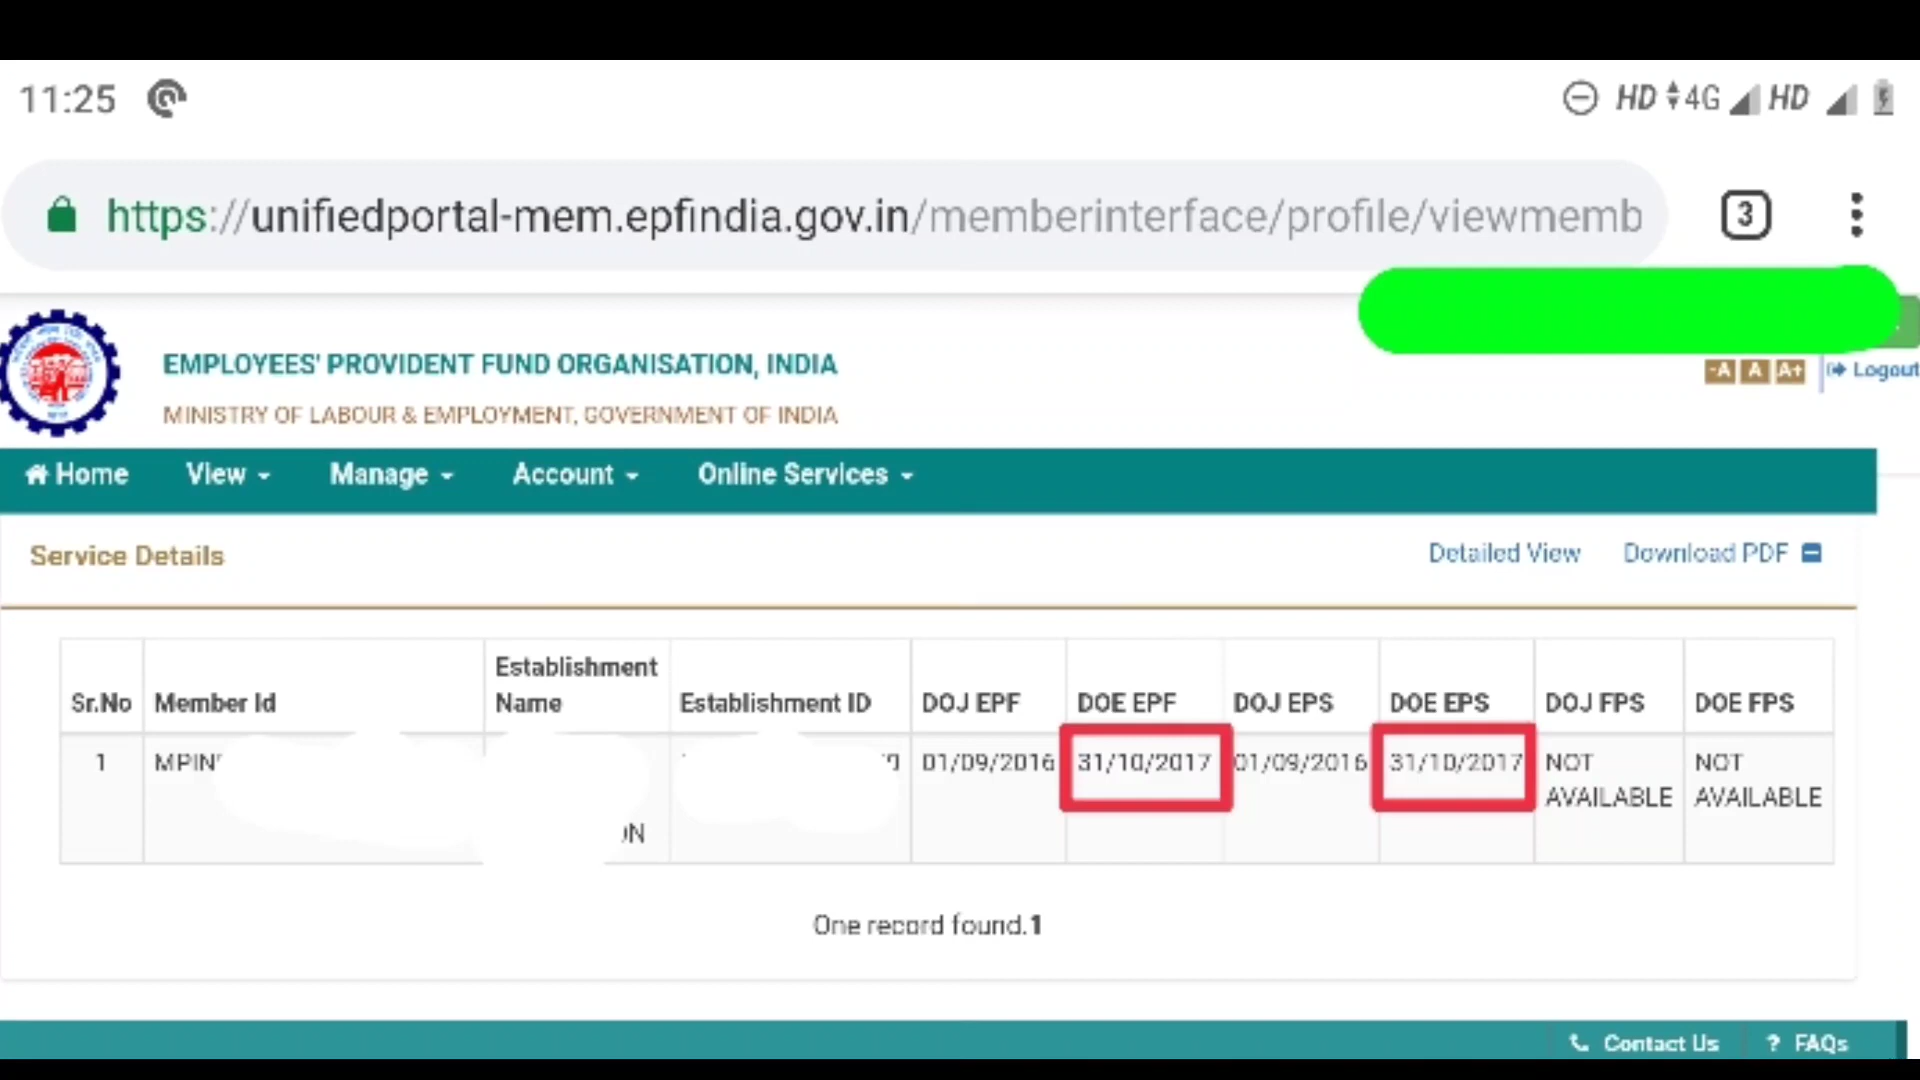 11:25
HD 4G HD
https://unifiedportal-mem.epfindia.gov.in/memberinterface/profile/viewmemb
3
EMPLOYEES' PROVIDENT FUND ORGANISATION, INDIA
MINISTRY OF LABOUR & EMPLOYMENT, GOVERNMENT OF INDIA
-A A A+ Logout
Home View Manage Account Online Services
Service Details Detailed View Download PDF
Sr.No Member Id Establishment Name Establishment ID DOJ EPF DOE EPF DOJ EPS DOE EPS DOJ FPS DOE FPS
1 MPIN 01/09/2016 31/10/2017 01/09/2016 31/10/2017 NOT AVAILABLE NOT AVAILABLE
One record found.1
Contact Us ? FAQs